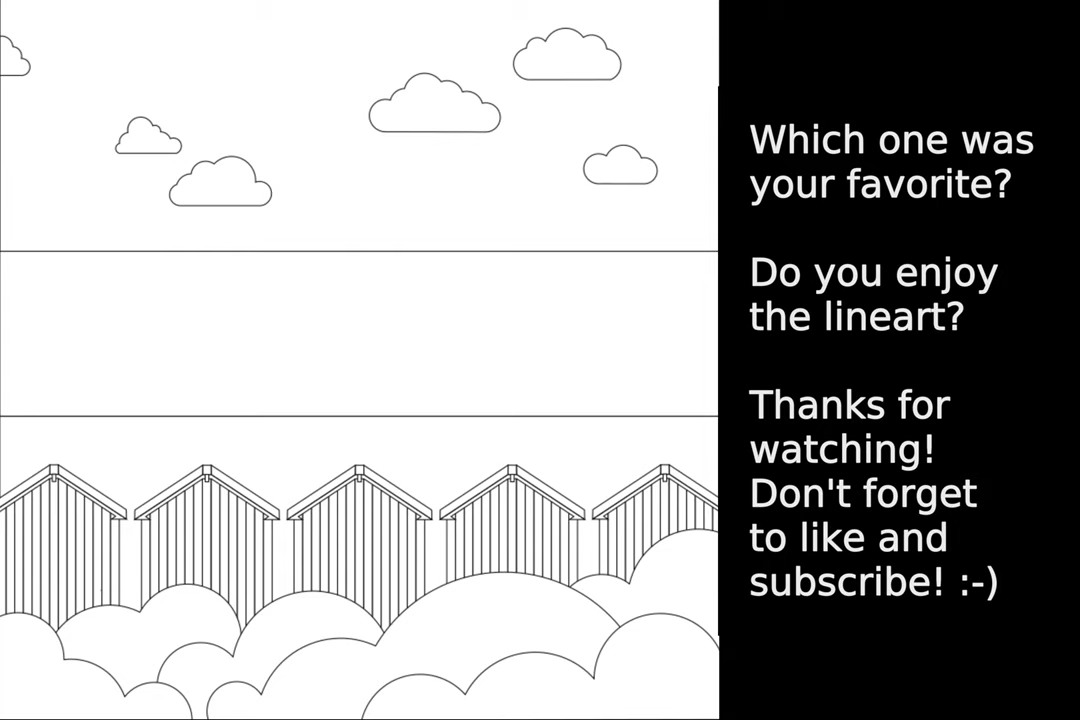 Which one was
your favorite?
Do you enjoy
the lineart?
Thanks for
watching!
Don't forget
to like and
subscribe! :-)